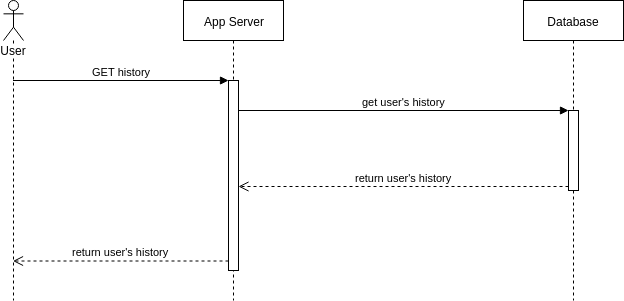 User
App Server
Database
GET history
get user's history
return user's history
return user's history